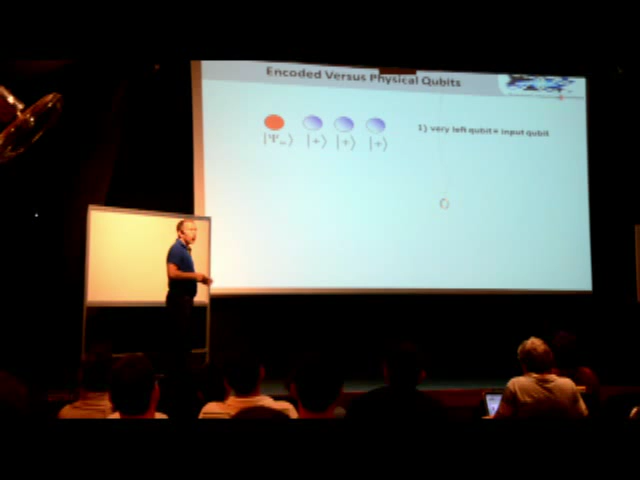 Encoded Versus Physical Qubits
|Ψᵢₙ⟩ |+⟩ |+⟩ |+⟩
1) very left qubit = input qubit